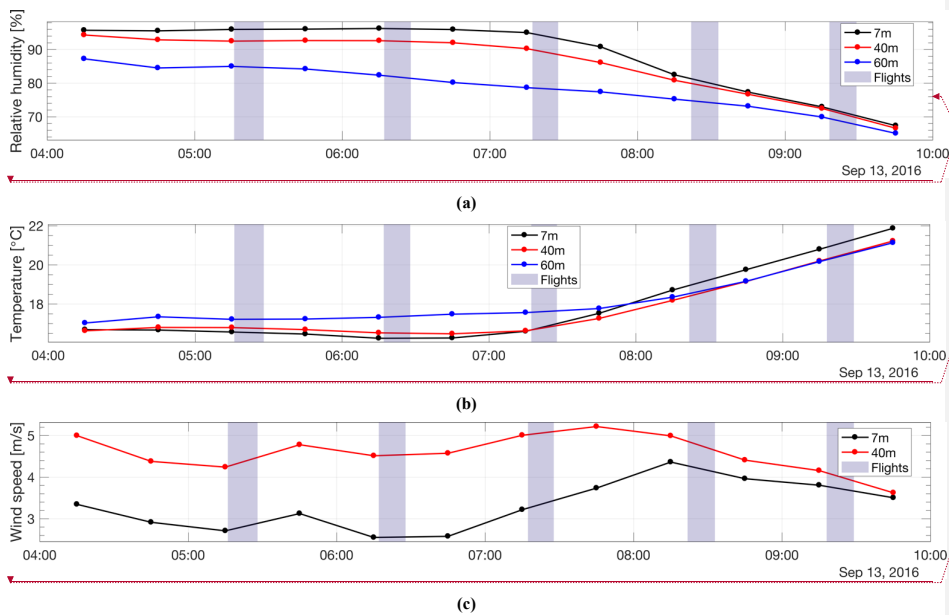 Relative humidity [%]
90
80
70
7m
40m
60m
Flights
04:00 05:00 06:00 07:00 08:00 09:00 10:00
Sep 13, 2016
(a)
Temperature [°C]
22
20
18
7m
40m
60m
Flights
04:00 05:00 06:00 07:00 08:00 09:00 10:00
Sep 13, 2016
(b)
Wind speed [m/s]
5
4
3
7m
40m
Flights
04:00 05:00 06:00 07:00 08:00 09:00 10:00
Sep 13, 2016
(c)